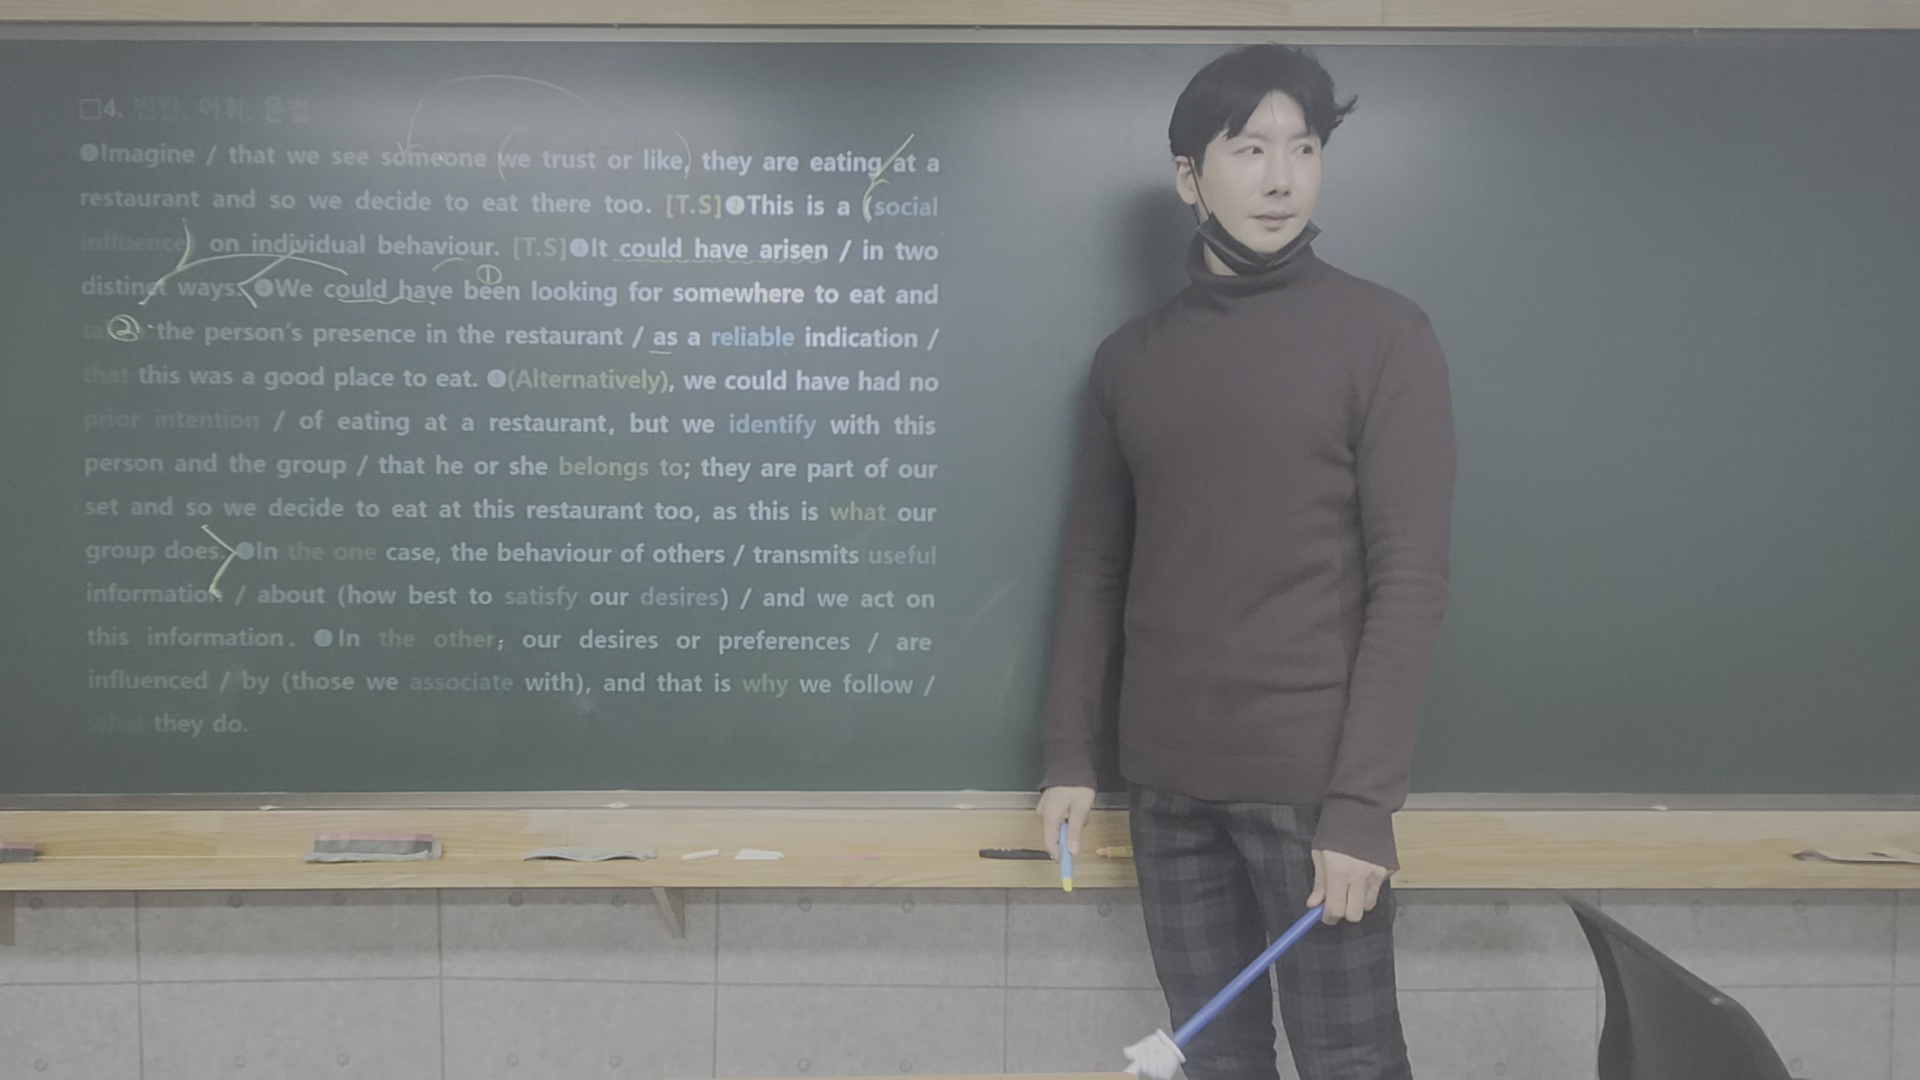 □4. 빈칸, 어휘, 문법
❶Imagine / that we see someone (we trust or like,) they are eating at a
restaurant and so we decide to eat there too. [T.S]❷This is a (social
influence) on individual behaviour. [T.S]❸It could have arisen / in two
distinct ways. ❹We could have been looking for somewhere to eat and
① 
② the person's presence in the restaurant / as a reliable indication /
that this was a good place to eat. ❺(Alternatively), we could have had no
prior intention / of eating at a restaurant, but we identify with this
person and the group / that he or she belongs to; they are part of our
set and so we decide to eat at this restaurant too, as this is what our
group does. ❻In the one case, the behaviour of others / transmits useful
information / about (how best to satisfy our desires) / and we act on
this information. ❼In the other, our desires or preferences / are
influenced / by (those we associate with), and that is why we follow /
what they do.